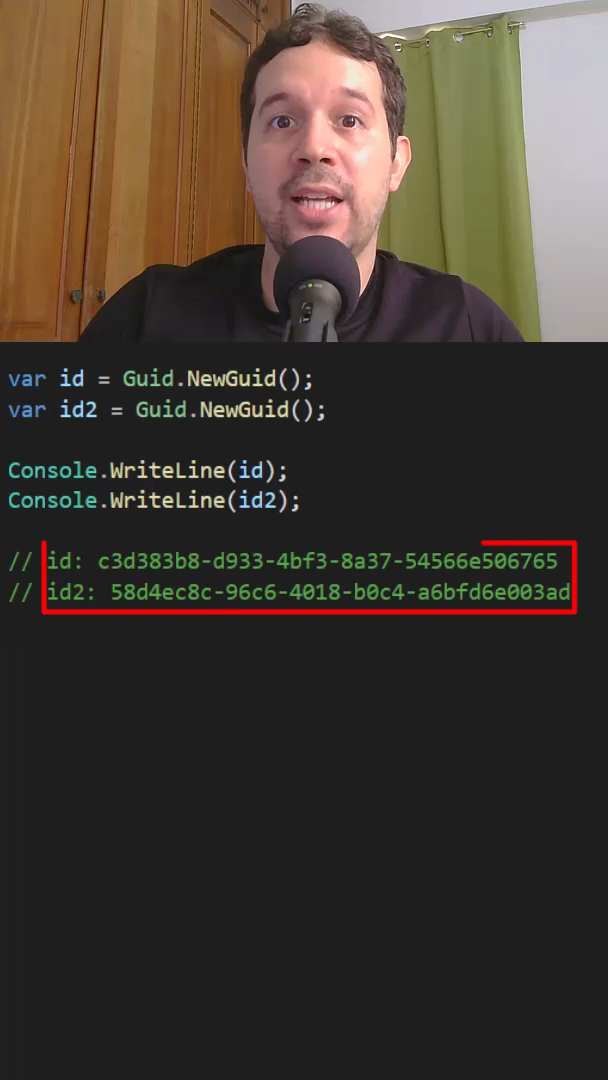 var id = Guid.NewGuid();
var id2 = Guid.NewGuid();
Console.WriteLine(id);
Console.WriteLine(id2);
// id: c3d383b8-d933-4bf3-8a37-54566e506765
// id2: 58d4ec8c-96c6-4018-b0c4-a6bfd6e003ad